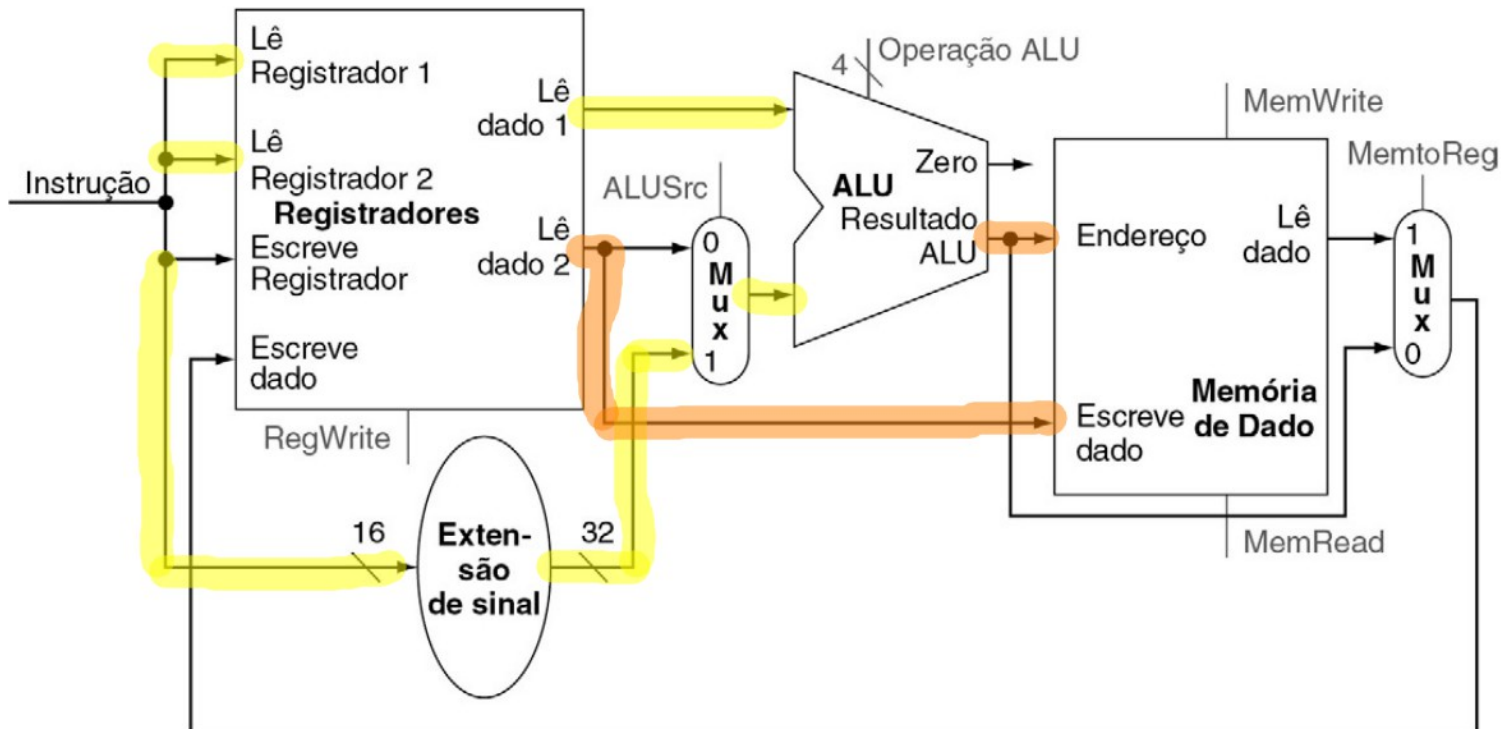 Instrução
Lê
Registrador 1
Lê
Registrador 2
Registradores
Escreve
Registrador
Escreve
dado
Lê
dado 1
Lê
dado 2
RegWrite
16
Exten-
são
de sinal
32
ALUSrc
0
M
u
x
1
4
Operação ALU
Zero
ALU
Resultado
ALU
MemWrite
Endereço
Lê
dado
Escreve
dado
Memória
de Dado
MemRead
MemtoReg
1
M
u
x
0